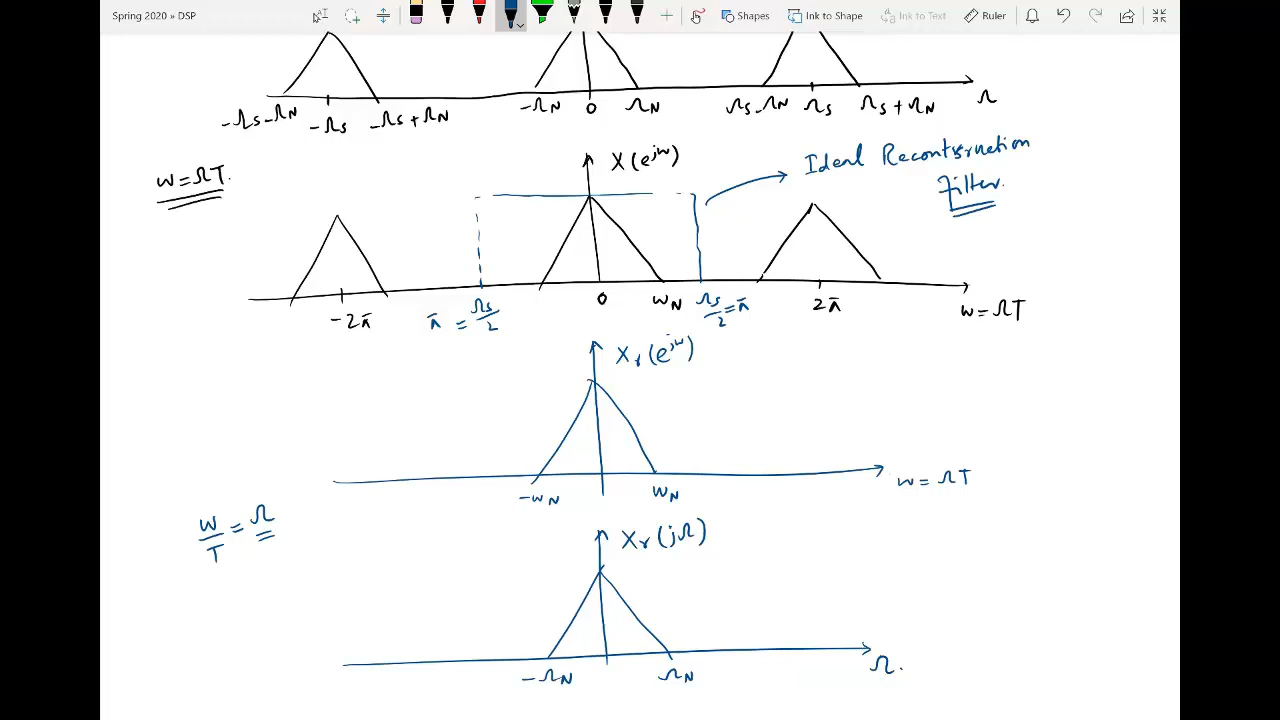 Spring 2020 » DSP
Shapes Ink to Shape Ink to Text Ruler
-Ωs-ΩN -Ωs -Ωs+ΩN -ΩN 0 ΩN Ωs-ΩN Ωs Ωs+ΩN Ω
w=ΩT.
X(e^jw)
Ideal Recontsruction
Filter.
-2π π = Ωs/2 0 wN Ωs/2 = π 2π w=ΩT
Xr(e^jw)
-wN wN w=ΩT
w/T = Ω
Xr(jΩ)
-ΩN ΩN Ω.